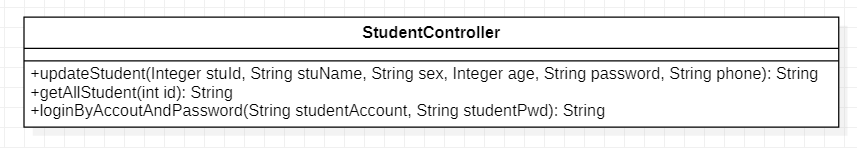 StudentController
+updateStudent(Integer stuId, String stuName, String sex, Integer age, String password, String phone): String
+getAllStudent(int id): String
+loginByAccoutAndPassword(String studentAccount, String studentPwd): String